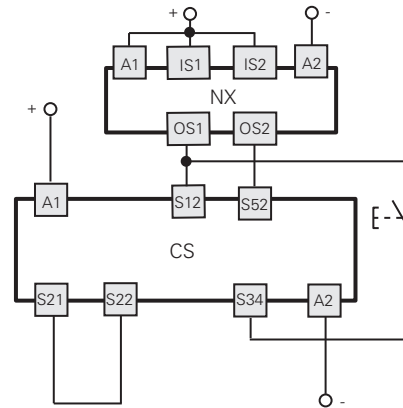 + -
A1 IS1 IS2 A2
NX
OS1 OS2
+
A1 S12 S52
CS
S21 S22 S34 A2
-